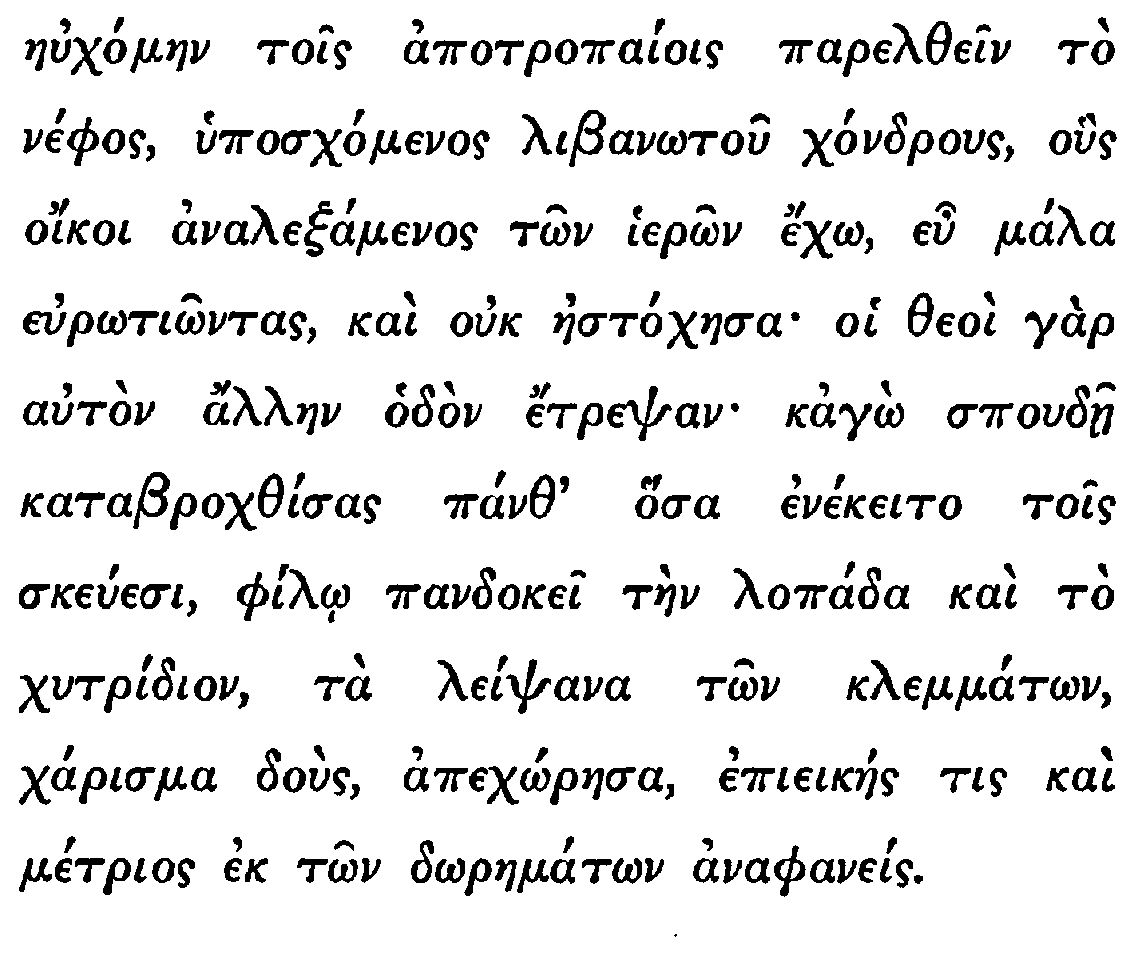 ηὐχόμην τοῖς ἀποτροπαίοις παρελθεῖν τὸ
νέφος, ὑποσχόμενος λιβανωτοῦ χόνδρους, οὓς
οἴκοι ἀναλεξάμενος τῶν ἱερῶν ἔχω, εὖ μάλα
εὐρωτιῶντας, καὶ οὐκ ἠστόχησα· οἱ θεοὶ γὰρ
αὐτὸν ἄλλην ὁδὸν ἔτρεψαν· κἀγὼ σπουδῇ
καταβροχθίσας πάνθ’ ὅσα ἐνέκειτο τοῖς
σκεύεσι, φίλῳ πανδοκεῖ τὴν λοπάδα καὶ τὸ
χυτρίδιον, τὰ λείψανα τῶν κλεμμάτων,
χάρισμα δοὺς, ἀπεχώρησα, ἐπιεικής τις καὶ
μέτριος ἐκ τῶν δωρημάτων ἀναφανείς.